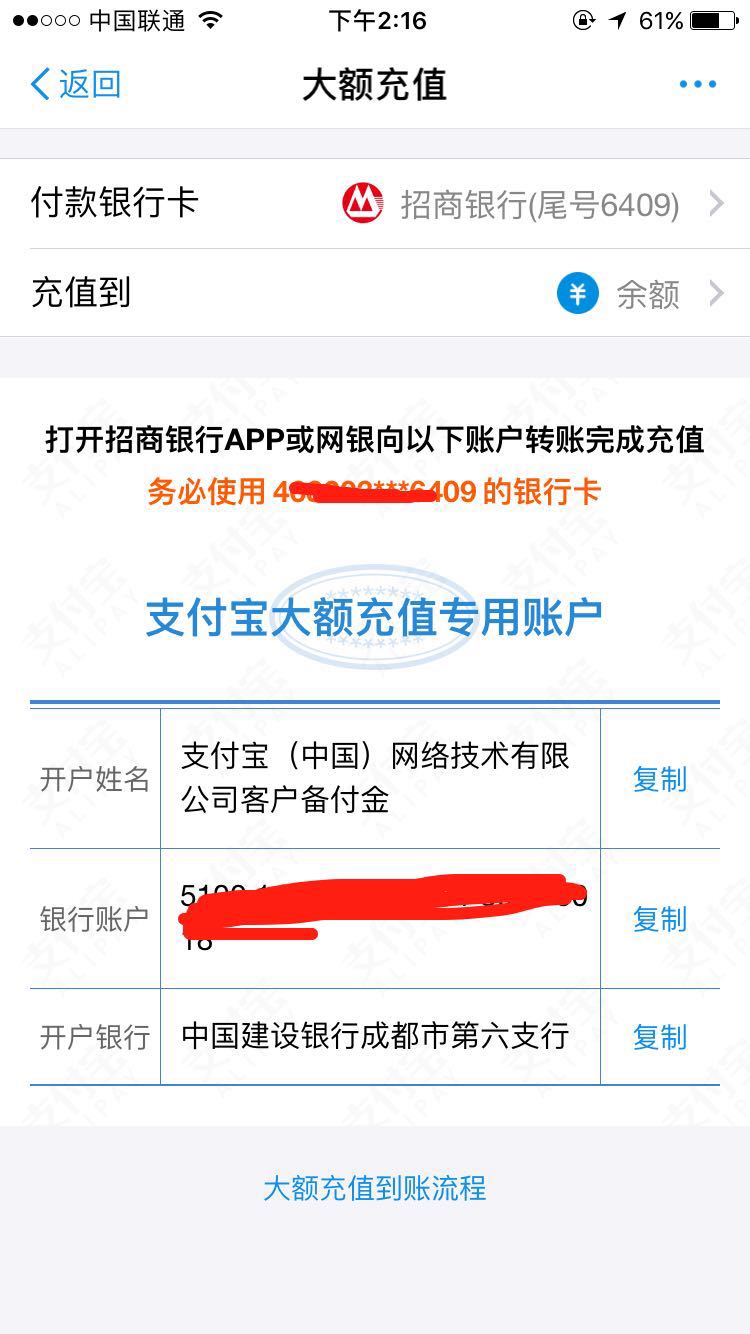 中国联通 下午2:16 61%
返回 大额充值
付款银行卡 招商银行(尾号6409)
充值到 余额
打开招商银行APP或网银向以下账户转账完成充值
务必使用 6409 的银行卡
支付宝大额充值专用账户
开户姓名 支付宝（中国）网络技术有限 复制
公司客户备付金
银行账户 复制
开户银行 中国建设银行成都市第六支行 复制
大额充值到账流程